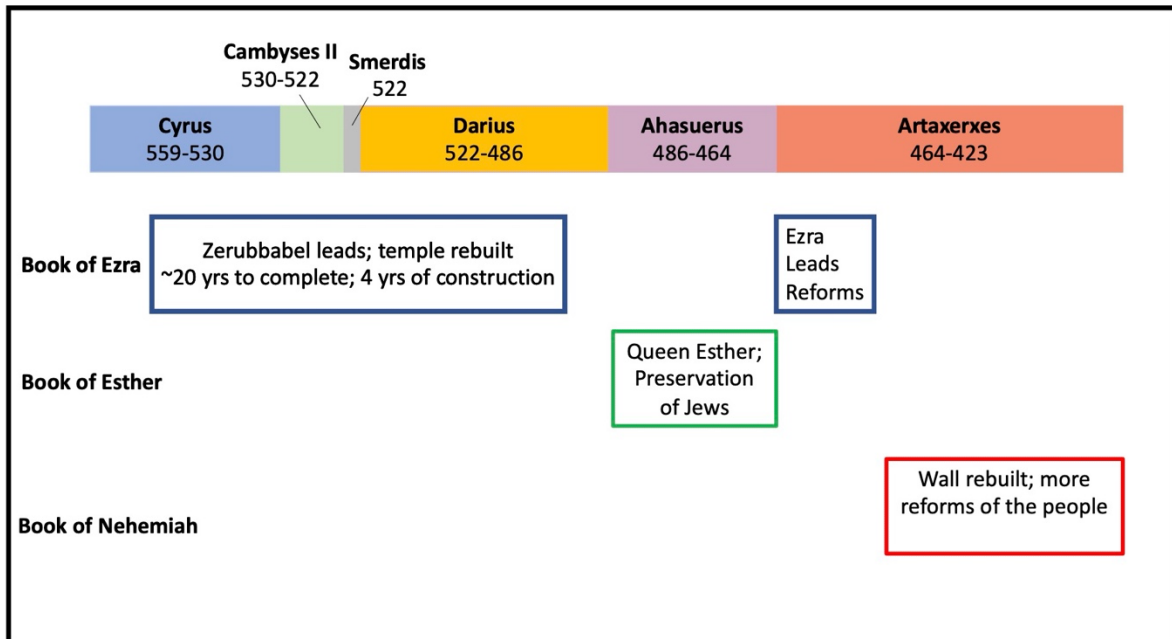 Cambyses II
530-522
Smerdis
522
Cyrus
559-530
Darius
522-486
Ahasuerus
486-464
Artaxerxes
464-423
Book of Ezra
Zerubbabel leads; temple rebuilt
~20 yrs to complete; 4 yrs of construction
Ezra
Leads
Reforms
Book of Esther
Queen Esther;
Preservation
of Jews
Book of Nehemiah
Wall rebuilt; more
reforms of the people